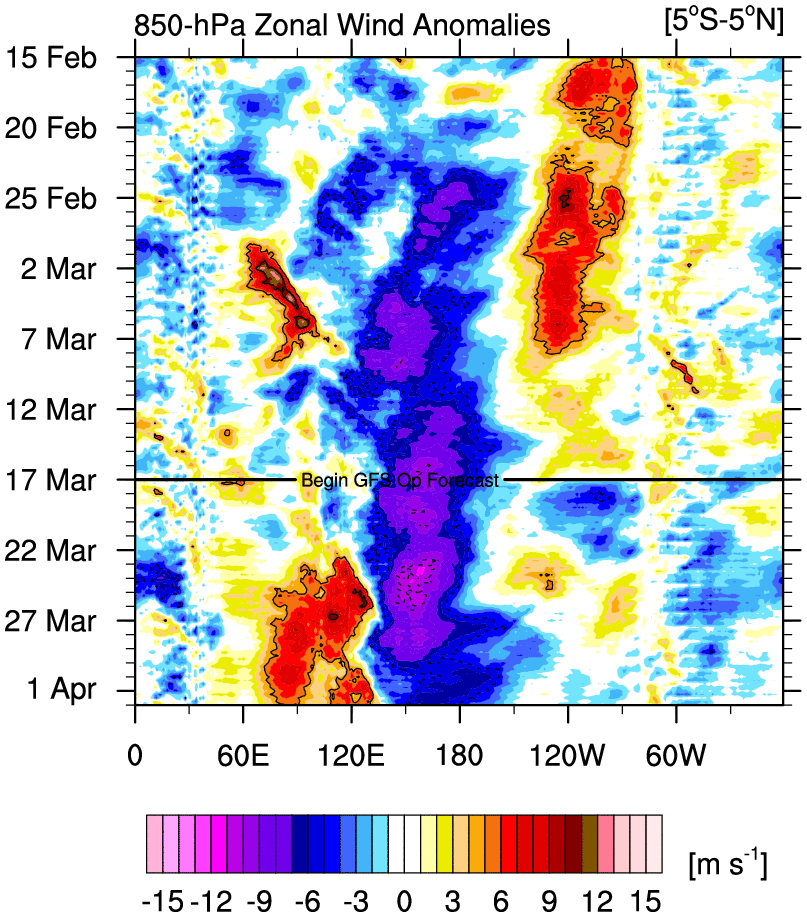 850-hPa Zonal Wind Anomalies [5°S-5°N]
15 Feb
20 Feb
25 Feb
2 Mar
7 Mar
12 Mar
17 Mar
Begin GFS Op Forecast
22 Mar
27 Mar
1 Apr
0 60E 120E 180 120W 60W
-15 -12 -9 -6 -3 0 3 6 9 12 15
[m s⁻¹]